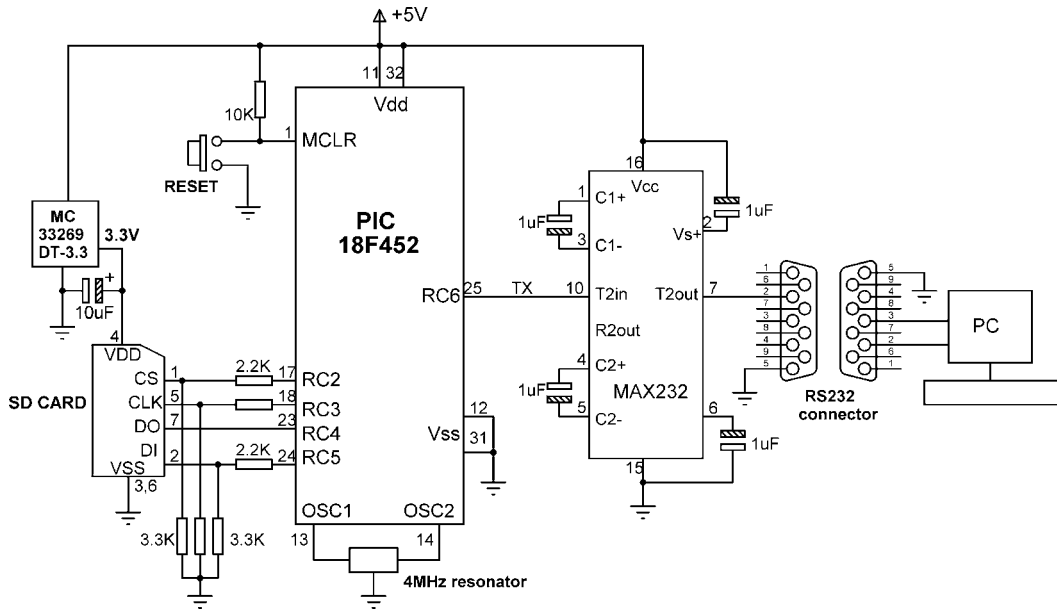 +5V
11 32
Vdd
10K
1 MCLR
RESET
MC
33269
DT-3.3
3.3V
+
10uF
PIC
18F452
16
Vcc
1 C1+
1uF
3 C1-
1uF
2 Vs+
RC6 25 TX 10 T2in T2out 7
R2out
4 C2+
1uF
5 C2-
MAX232
6
1uF
15
1
6
2
7
3
8
4
9
5
5
9
4
8
3
7
2
6
1
PC
RS232
connector
4
VDD
SD CARD
CS 1 2.2K 17 RC2
CLK 5 18 RC3
DO 7 23 RC4
DI 2 2.2K 24 RC5
VSS
3,6
12
Vss
31
3.3K 3.3K
OSC1 OSC2
13 14
4MHz resonator